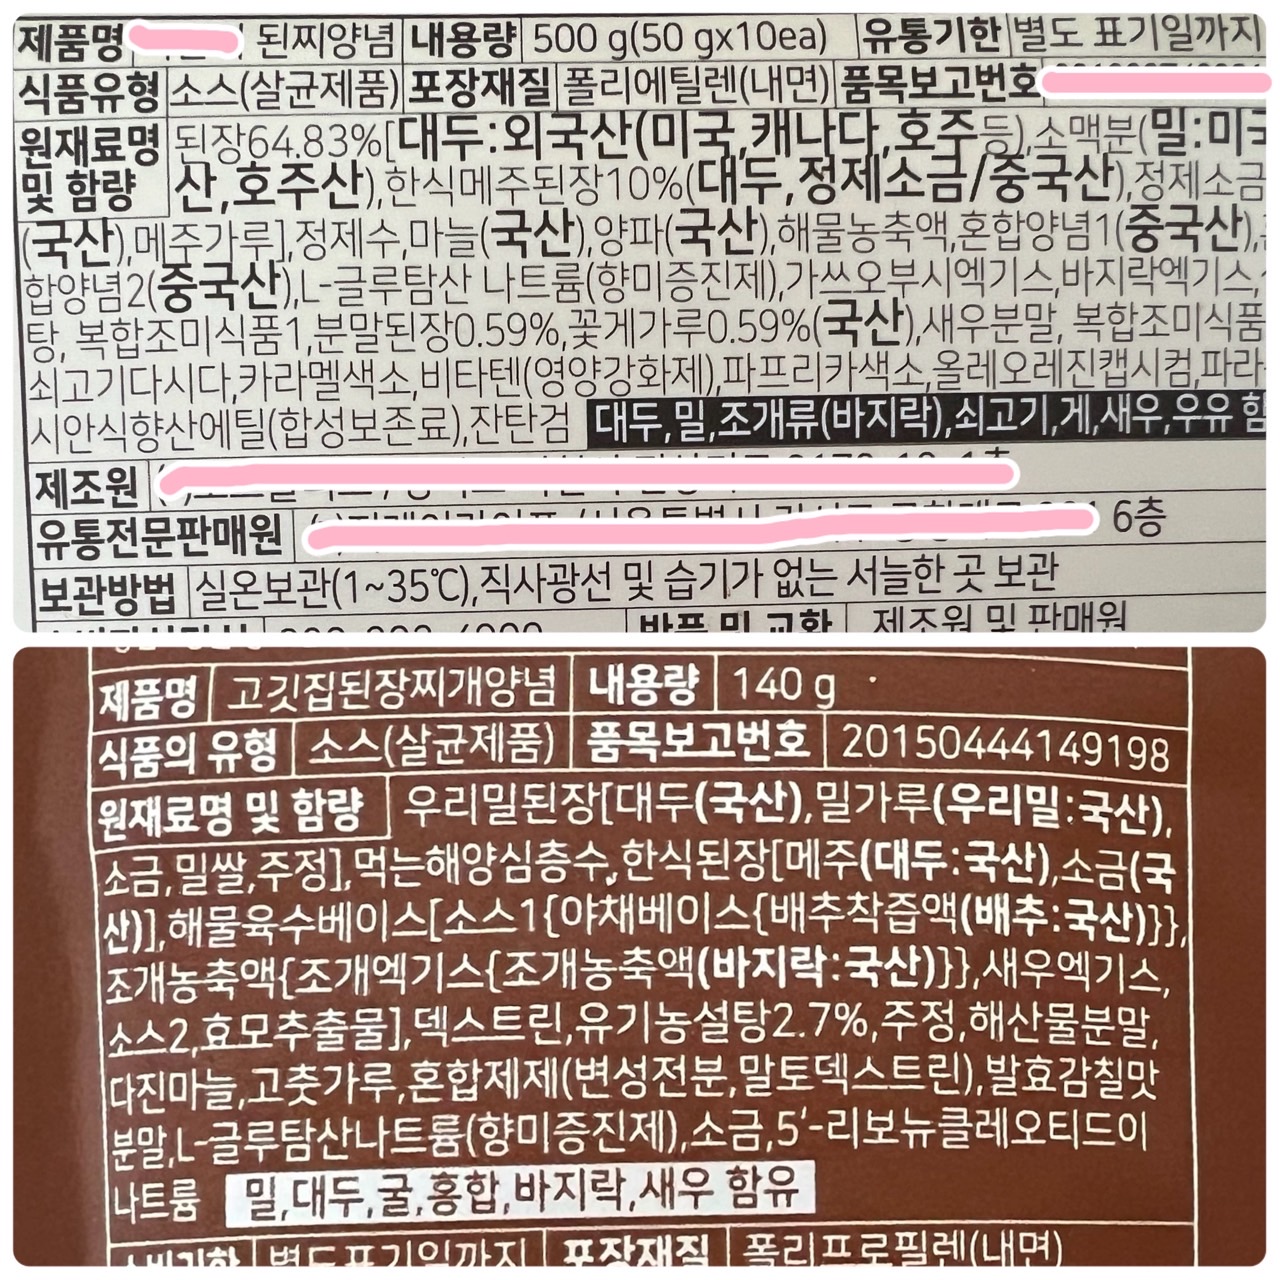 제품명 된찌양념 내용량 500 g(50 gx10ea) 유통기한 별도 표기일까지
식품유형 소스(살균제품) 포장재질 폴리에틸렌(내면) 품목보고번호
원재료명 및 함량 된장64.83%[대두:외국산(미국,캐나다,호주등),소맥분(밀:미국
산,호주산),한식메주된장10%(대두,정제소금/중국산),정제소금
(국산),메주가루],정제수,마늘(국산),양파(국산),해물농축액,혼합양념1(중국산),
합양념2(중국산),L-글루탐산 나트륨(향미증진제),가쓰오부시엑기스,바지락엑기스,
탕, 복합조미식품1,분말된장0.59%,꽃게가루0.59%(국산),새우분말, 복합조미식품
쇠고기다시다,카라멜색소,비타텐(영양강화제),파프리카색소,올레오레진캡시컴,파라
시안식향산에틸(합성보존료),잔탄검 대두,밀,조개류(바지락),쇠고기,게,새우,우유 함
제조원
유통전문판매원 6층
보관방법 실온보관(1~35℃),직사광선 및 습기가 없는 서늘한 곳 보관
반품 및 교환 제조원 및 판매원
제품명 고깃집된장찌개양념 내용량 140 g
식품의 유형 소스(살균제품) 품목보고번호 20150444149198
원재료명 및 함량 우리밀된장[대두(국산),밀가루(우리밀:국산),
소금,밀쌀,주정],먹는해양심층수,한식된장[메주(대두:국산),소금(국
산)],해물육수베이스[소스1{야채베이스{배추착즙액(배추:국산)}},
조개농축액{조개엑기스{조개농축액(바지락:국산)}},새우엑기스,
소스2,효모추출물],덱스트린,유기농설탕2.7%,주정,해산물분말,
다진마늘,고춧가루,혼합제제(변성전분,말토덱스트린),발효감칠맛
분말,L-글루탐산나트륨(향미증진제),소금,5'-리보뉴클레오티드이
나트륨 밀,대두,굴,홍합,바지락,새우 함유
별도표기일까지 포장재질 폴리프로필렌(내면)